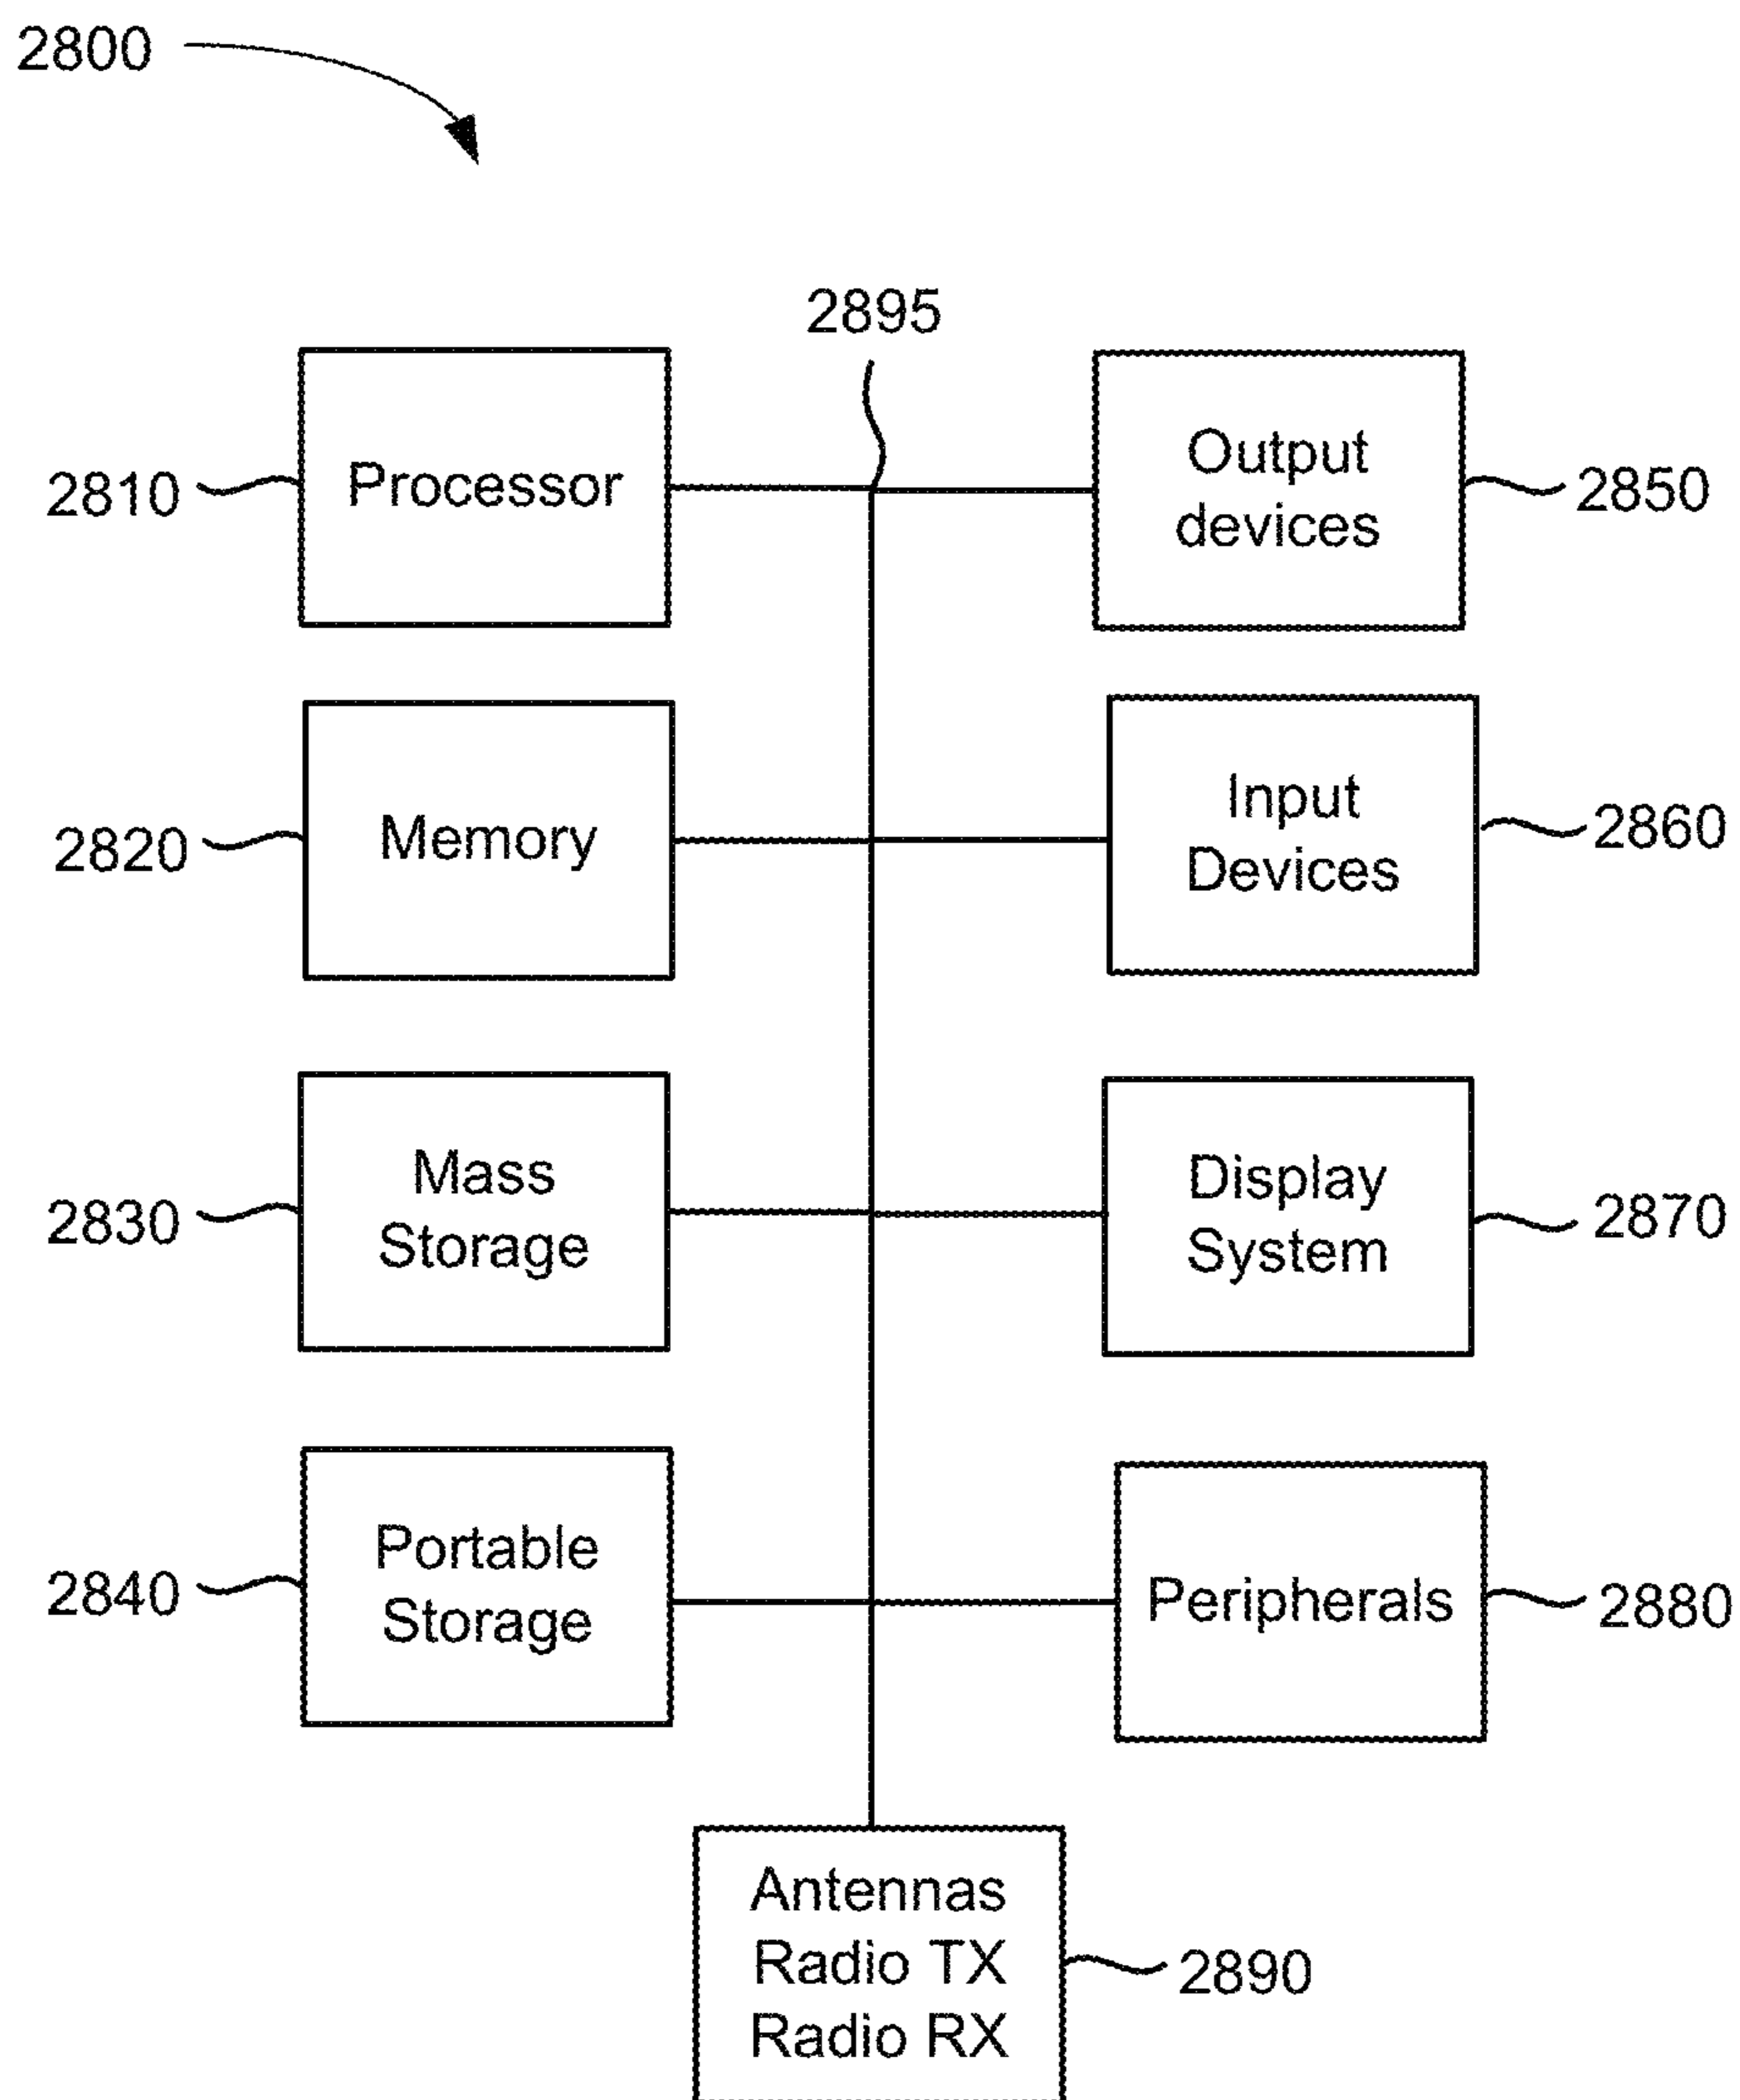 2800
2895
2810
Processor
Output
devices
2850
2820
Memory
Input
Devices
2860
2830
Mass
Storage
Display
System
2870
2840
Portable
Storage
Peripherals
2880
Antennas
Radio TX
Radio RX
2890